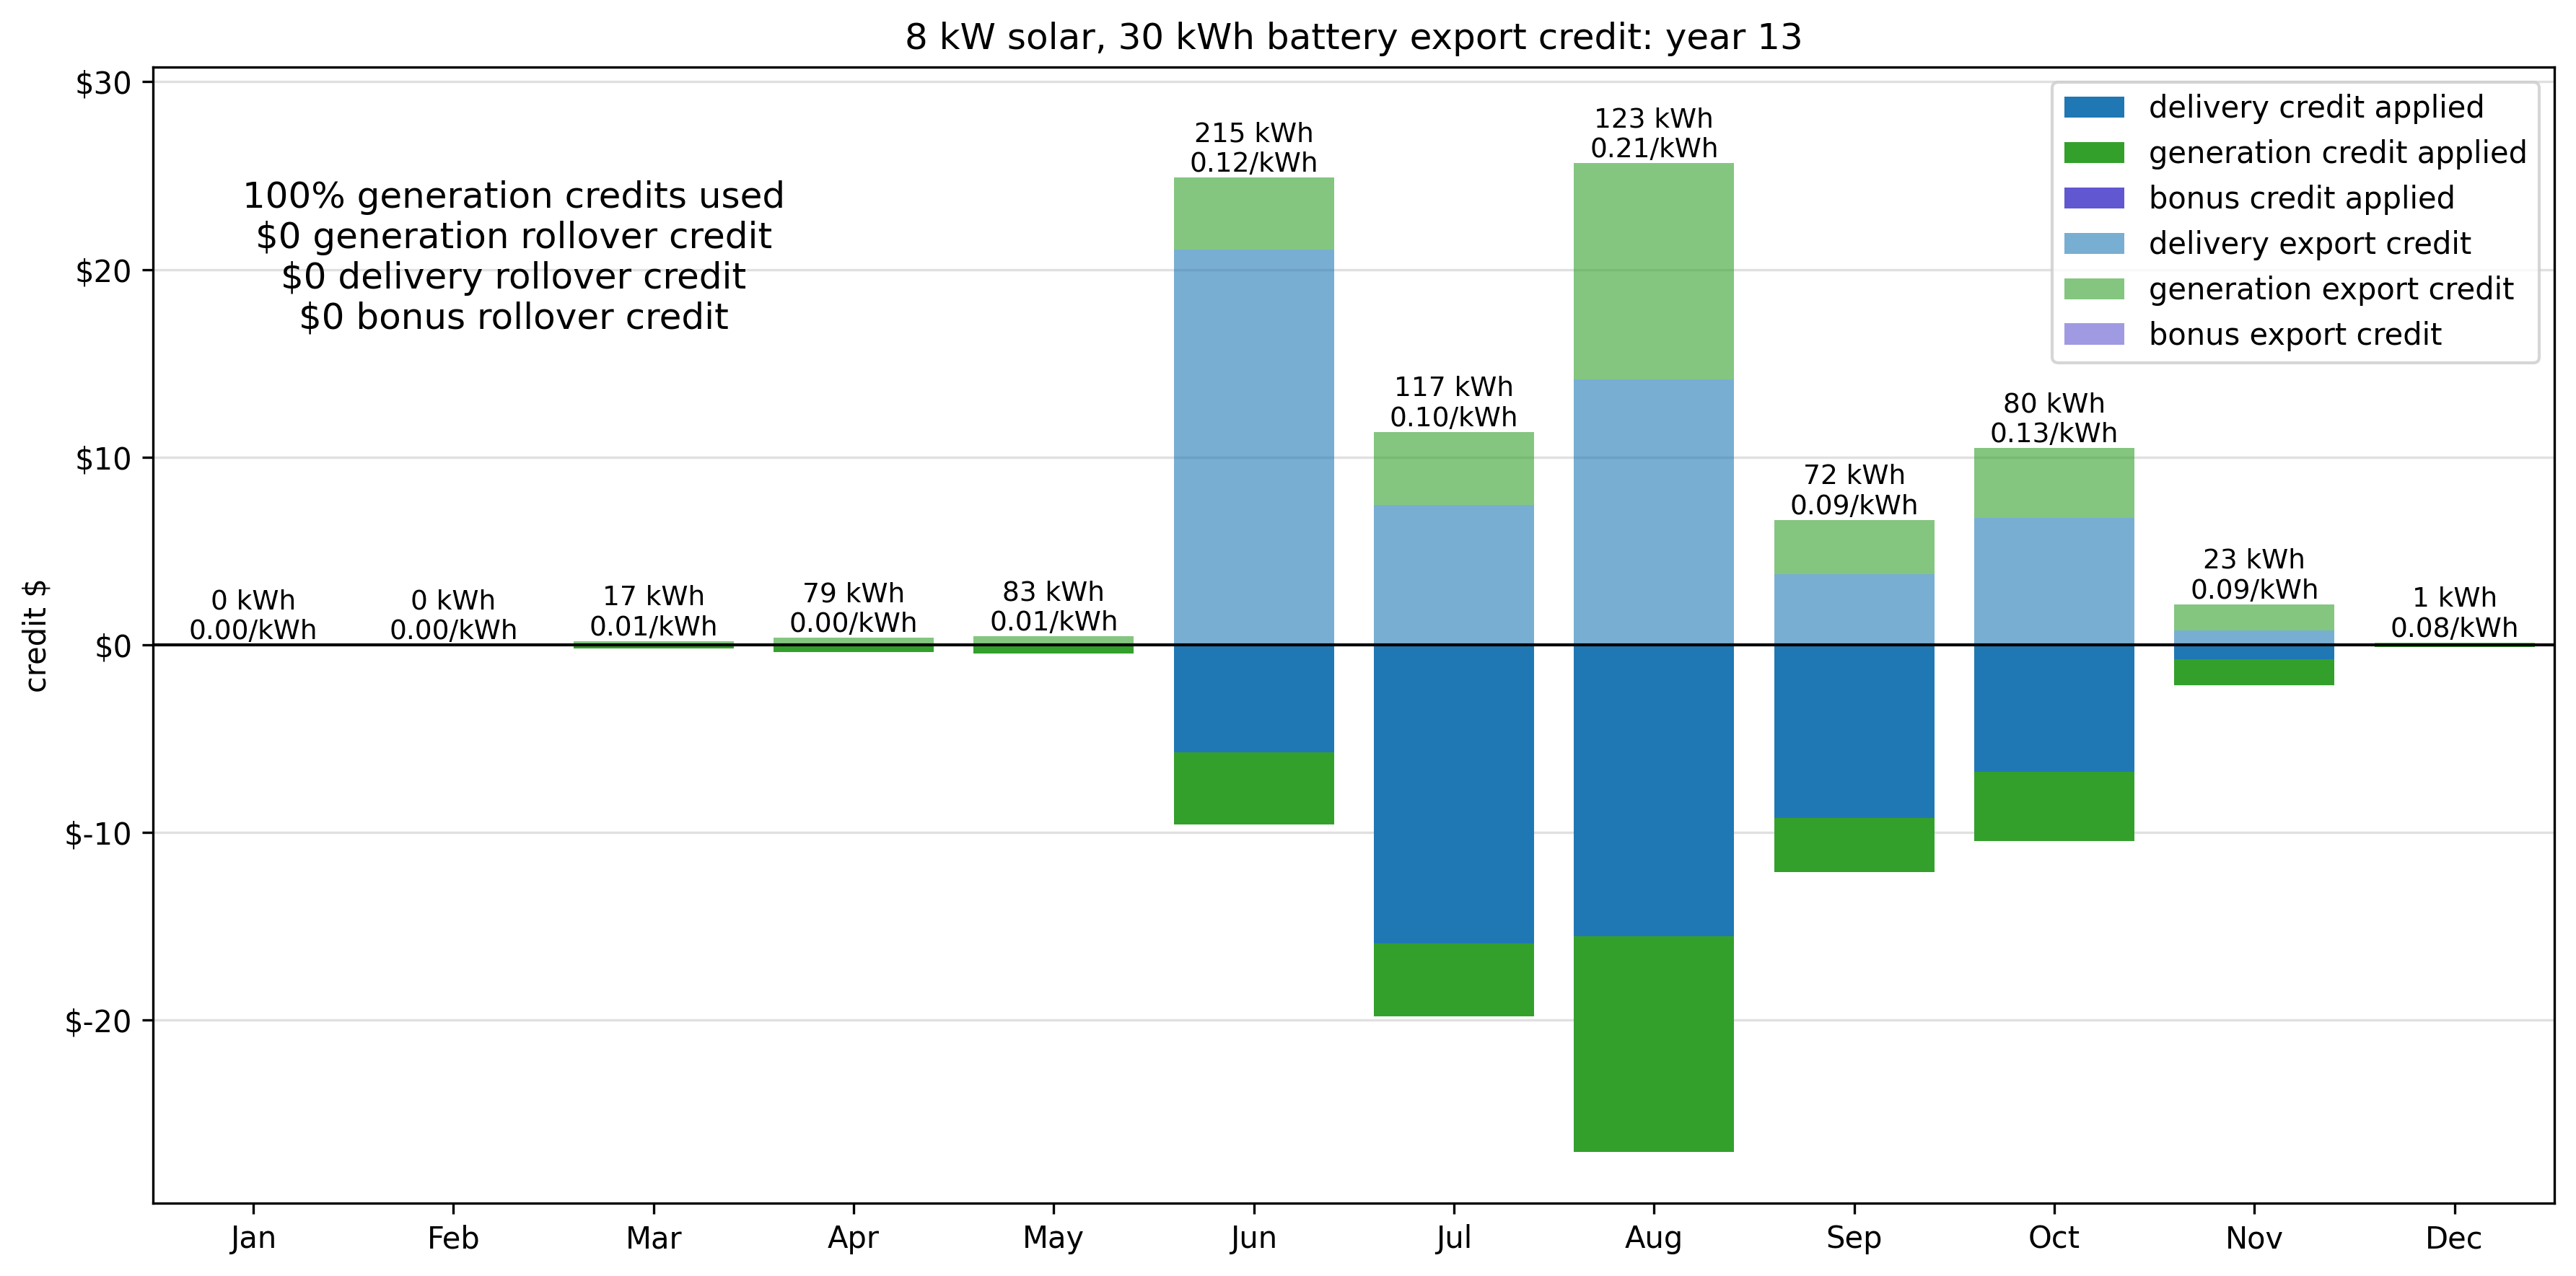 8 kW solar, 30 kWh battery export credit: year 13
credit $
$30
$20
$10
$0
$-10
$-20
100% generation credits used
$0 generation rollover credit
$0 delivery rollover credit
$0 bonus rollover credit
delivery credit applied
generation credit applied
bonus credit applied
delivery export credit
generation export credit
bonus export credit
0 kWh
0.00/kWh
0 kWh
0.00/kWh
17 kWh
0.01/kWh
79 kWh
0.00/kWh
83 kWh
0.01/kWh
215 kWh
0.12/kWh
117 kWh
0.10/kWh
123 kWh
0.21/kWh
72 kWh
0.09/kWh
80 kWh
0.13/kWh
23 kWh
0.09/kWh
1 kWh
0.08/kWh
Jan Feb Mar Apr May Jun Jul Aug Sep Oct Nov Dec